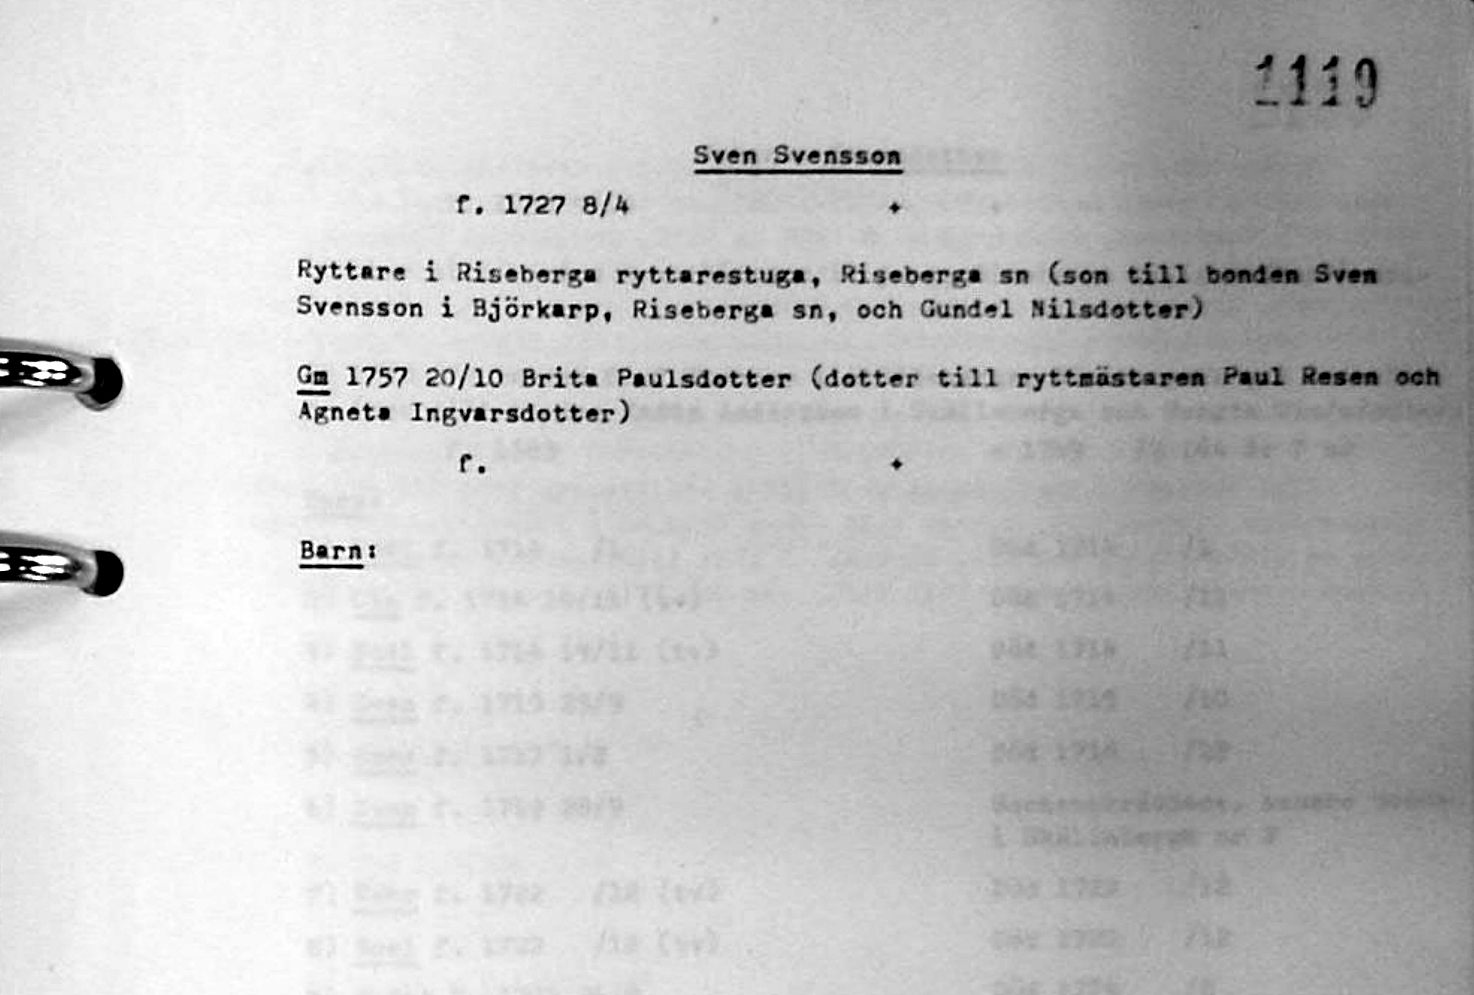 1119
Sven Svensson
f. 1727 8/4 +
Ryttare i Riseberga ryttarestuga, Riseberga sn (son till bonden Sven
Svensson i Björkarp, Riseberga sn, och Gundel Nilsdotter)
Gm 1757 20/10 Brita Paulsdotter (dotter till ryttmästaren Paul Resen och
Agneta Ingvarsdotter)
f. +
Barn: